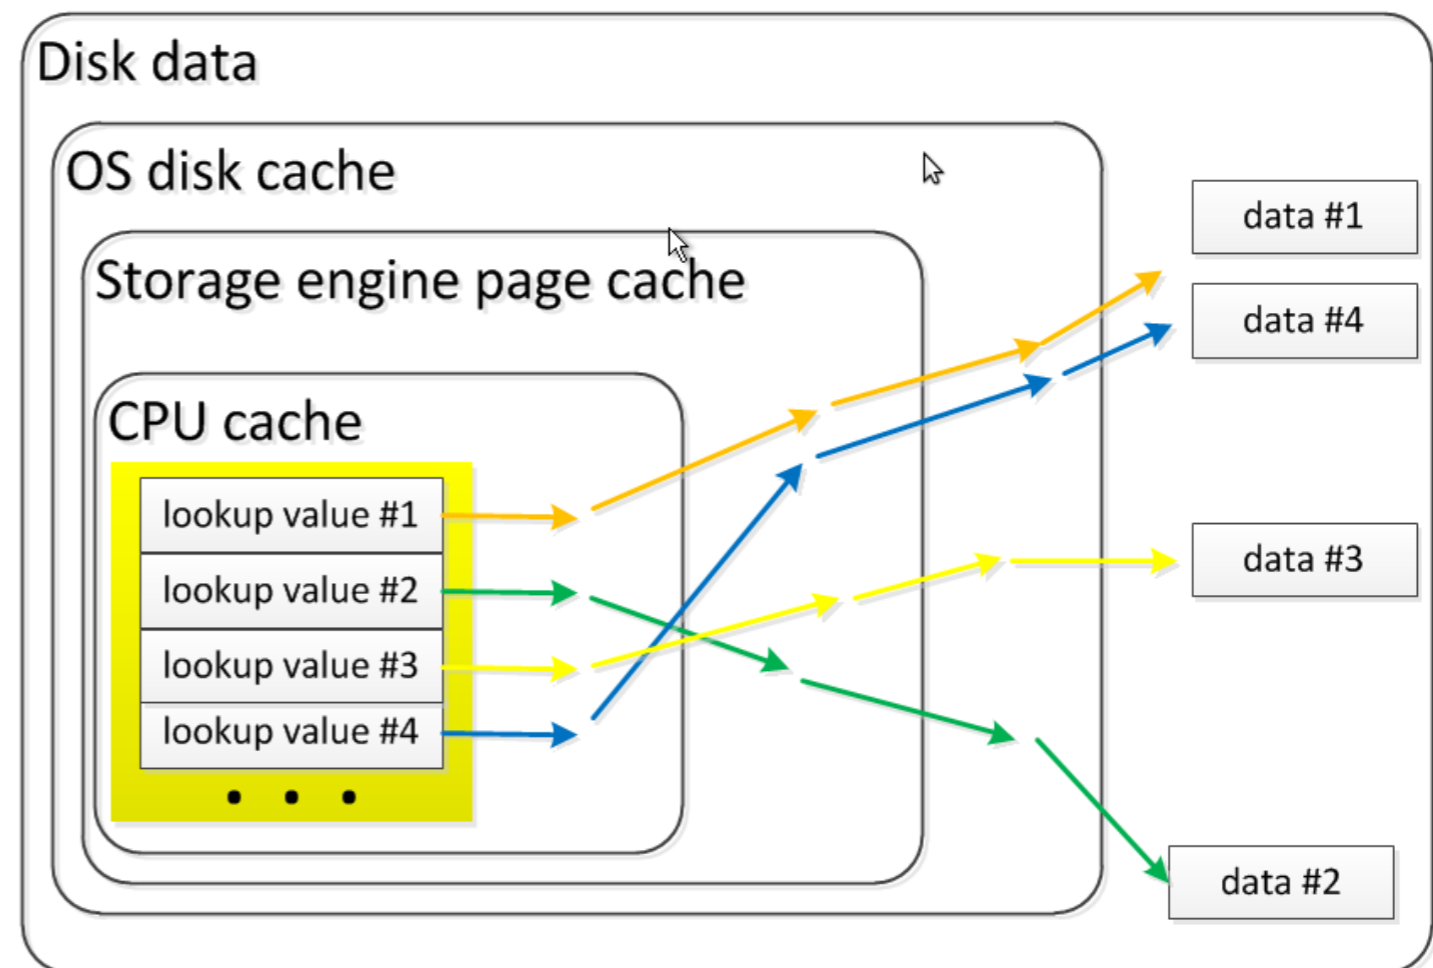 Disk data
OS disk cache
Storage engine page cache
CPU cache
lookup value #1
lookup value #2
lookup value #3
lookup value #4
. . .
data #1
data #4
data #3
data #2